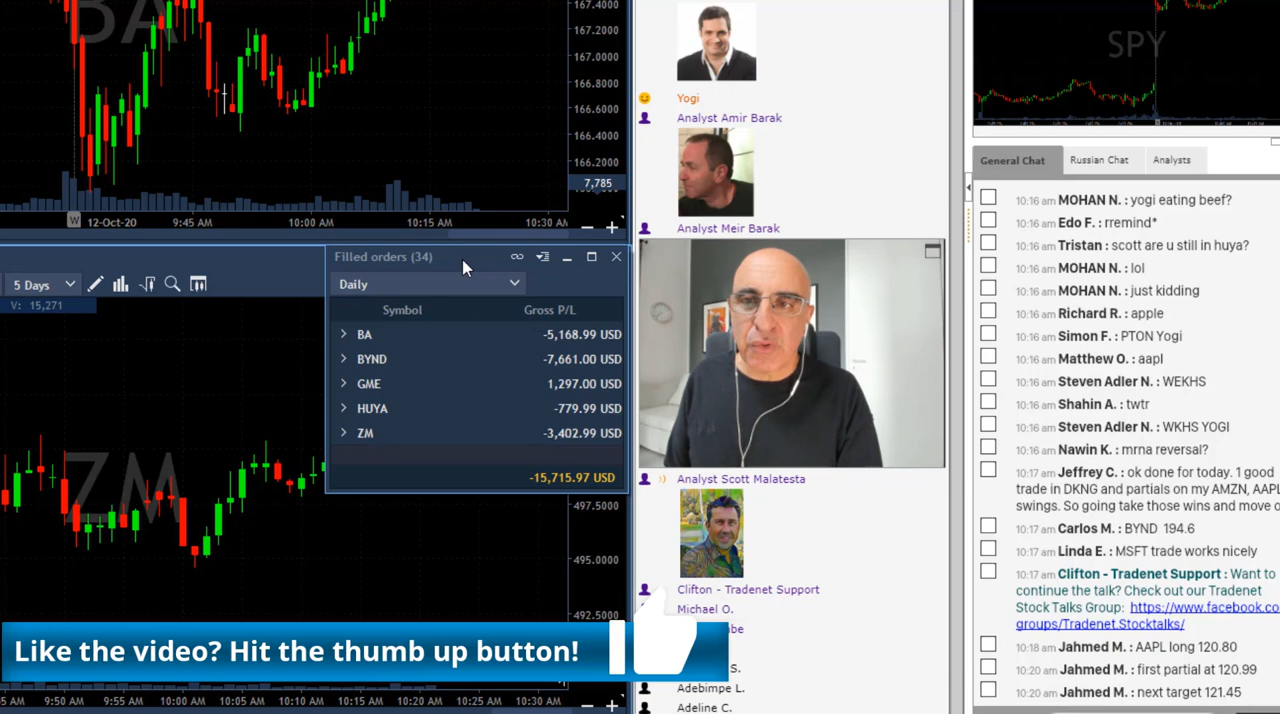 BA
167.4000
167.2000
167.0000
166.8000
166.6000
166.4000
166.2000
7,785
W 12-Oct-20 9:45 AM 10:00 AM 10:15 AM 10:30 AM
5 Days
V: 15,271
Filled orders (34)
Daily
Symbol Gross P/L
BA -5,168.99 USD
BYND -7,661.00 USD
GME 1,297.00 USD
HUYA -779.99 USD
ZM -3,402.99 USD
-15,715.97 USD
ZM
497.5000
495.0000
492.5000
Like the video? Hit the thumb up button!
9:50 AM 9:55 AM 10:00 AM 10:05 AM 10:10 AM 10:15 AM 10:20 AM 10:25 AM 10:30 AM
Yogi
Analyst Amir Barak
Analyst Meir Barak
Analyst Scott Malatesta
Clifton - Tradenet Support
Michael O.
Adebimpe L.
Adeline C.
SPY
General Chat Russian Chat Analysts
10:16 am MOHAN N. : yogi eating beef?
10:16 am Edo F. : rremind*
10:16 am Tristan : scott are u still in huya?
10:16 am MOHAN N. : lol
10:16 am MOHAN N. : just kidding
10:16 am Richard R. : apple
10:16 am Simon F. : PTON Yogi
10:16 am Matthew O. : aapl
10:16 am Steven Adler N. : WEKHS
10:16 am Shahin A. : twtr
10:16 am Steven Adler N. : WKHS YOGI
10:16 am Nawin K. : mrna reversal?
10:17 am Jeffrey C. : ok done for today. 1 good
trade in DKNG and partials on my AMZN, AAPL
swings. So going take those wins and move o
10:17 am Carlos M. : BYND 194.6
10:17 am Linda E. : MSFT trade works nicely
10:17 am Clifton - Tradenet Support : Want to
continue the talk? Check out our Tradenet
Stock Talks Group: https://www.facebook.co
groups/Tradenet.Stocktalks/
10:18 am Jahmed M. : AAPL long 120.80
10:20 am Jahmed M. : first partial at 120.99
10:20 am Jahmed M. : next target 121.45